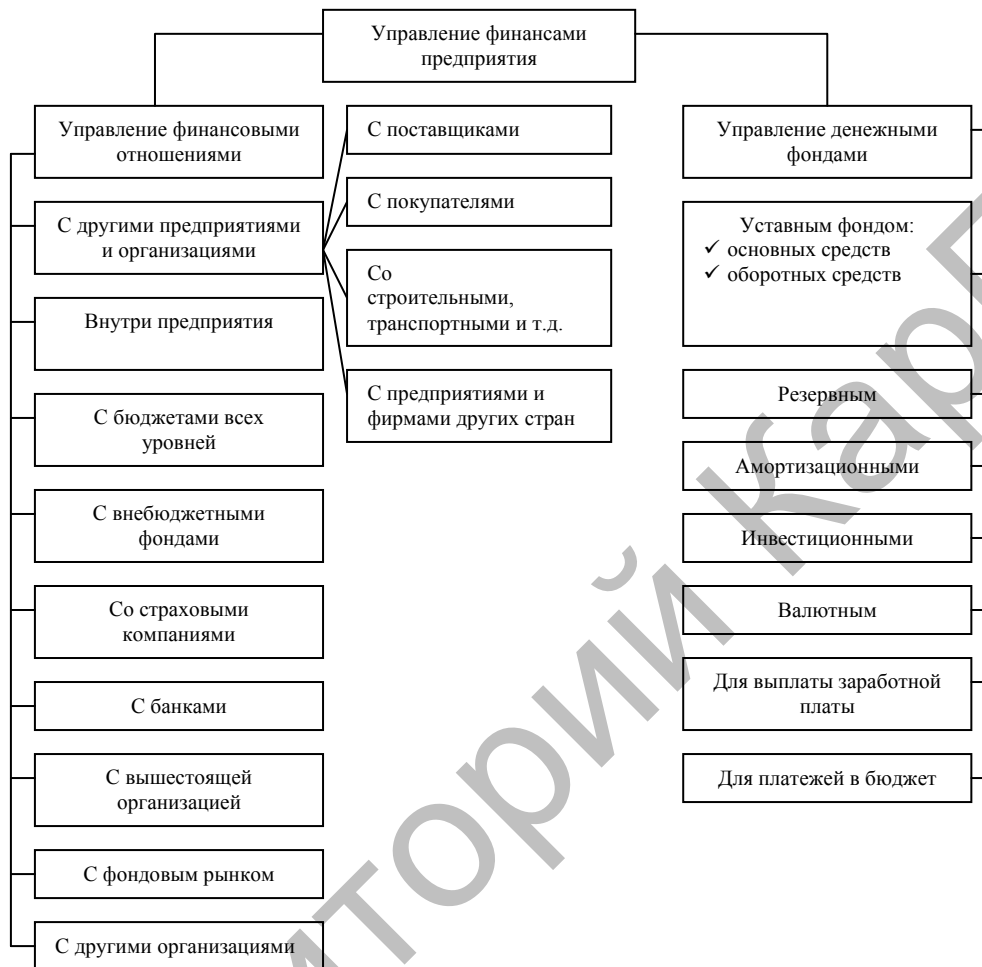 Управление финансами
предприятия
Управление финансовыми
отношениями
С другими предприятиями
и организациями
Внутри предприятия
С бюджетами всех
уровней
С внебюджетными
фондами
Со страховыми
компаниями
С банками
С вышестоящей
организацией
С фондовым рынком
С другими организациями
С поставщиками
С покупателями
Со
строительными,
транспортными и т.д.
С предприятиями и
фирмами других стран
Управление денежными
фондами
Уставным фондом:
✓ основных средств
✓ оборотных средств
Резервным
Амортизационными
Инвестиционными
Валютным
Для выплаты заработной
платы
Для платежей в бюджет